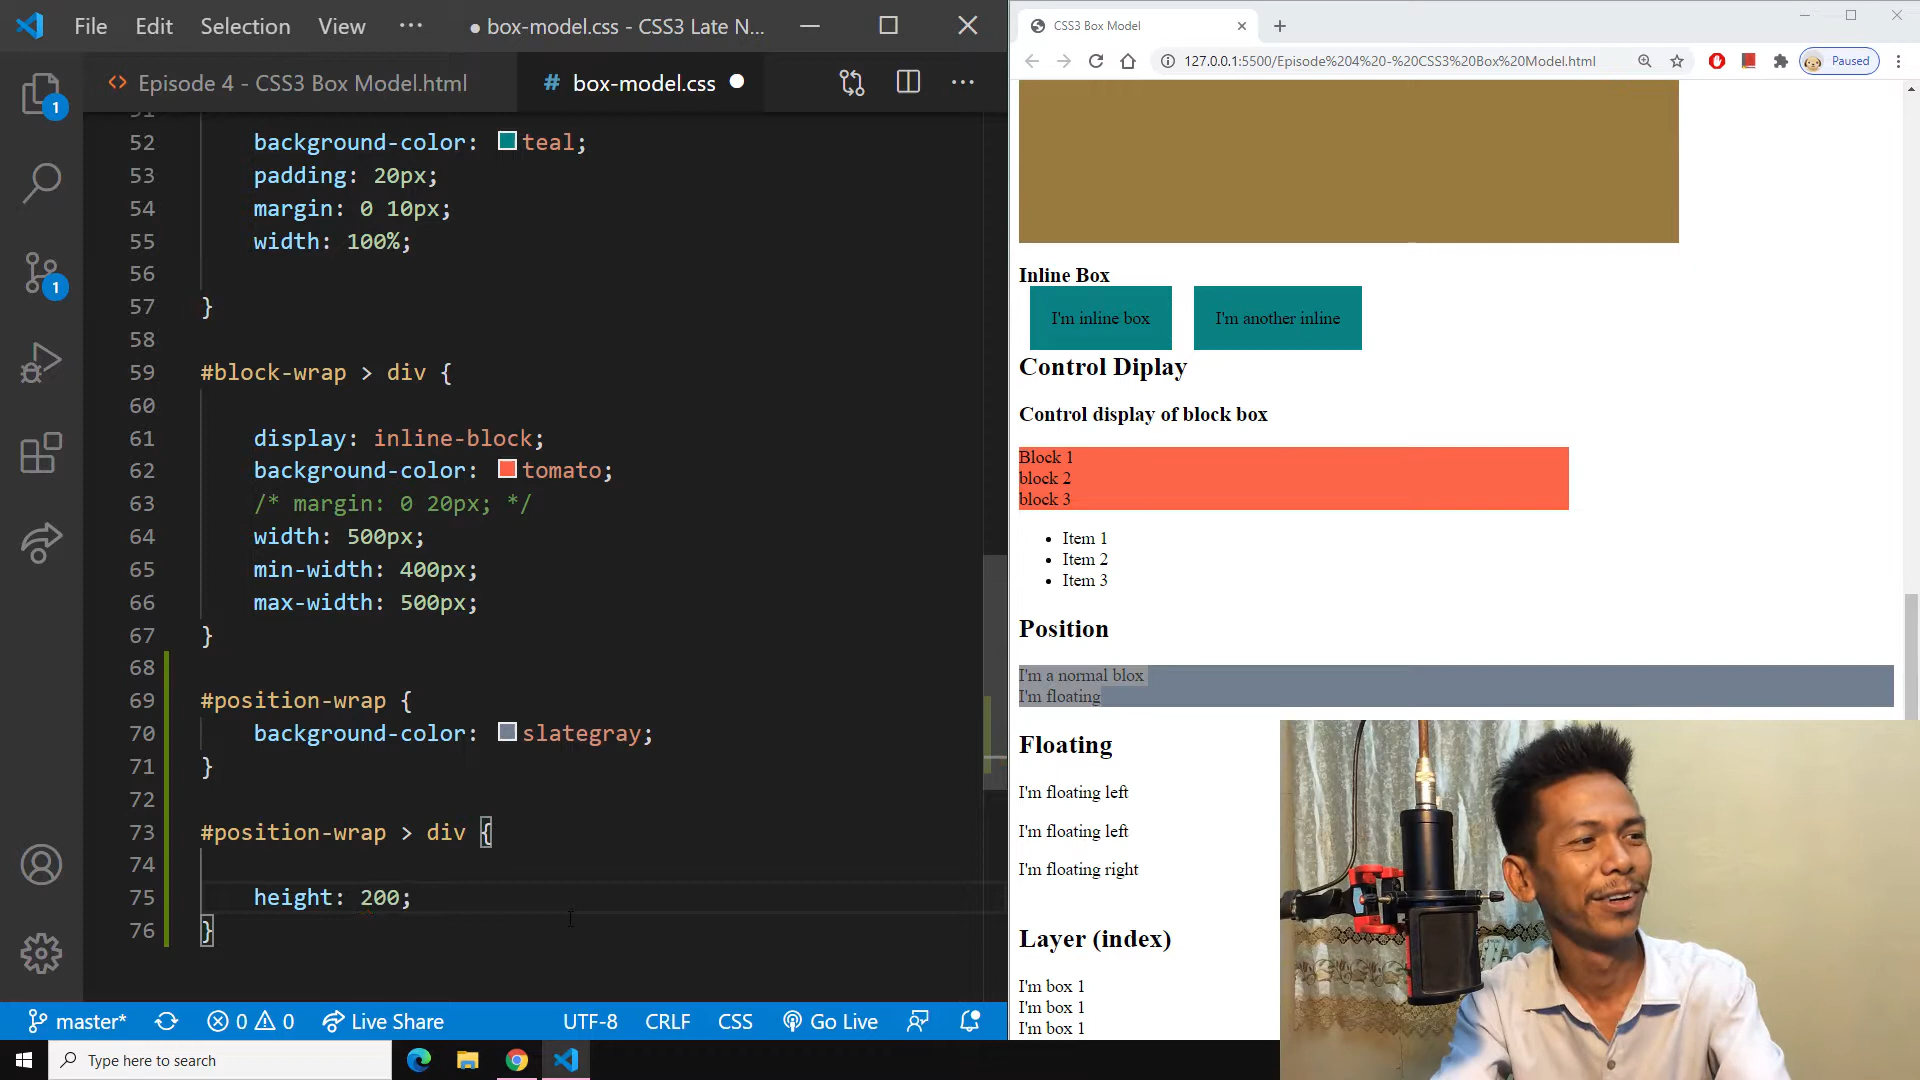 File Edit Selection View ··· ● box-model.css - CSS3 Late N...
<> Episode 4 - CSS3 Box Model.html
# box-model.css ●
1
1
51
52 background-color: teal;
53 padding: 20px;
54 margin: 0 10px;
55 width: 100%;
56
57 }
58
59 #block-wrap > div {
60
61 display: inline-block;
62 background-color: tomato;
63 /* margin: 0 20px; */
64 width: 500px;
65 min-width: 400px;
66 max-width: 500px;
67 }
68
69 #position-wrap {
70 background-color: slategray;
71 }
72
73 #position-wrap > div {
74
75 height: 200;
76 }
master* 0 0 Live Share UTF-8 CRLF CSS Go Live
Type here to search
CSS3 Box Model
127.0.0.1:5500/Episode%204%20-%20CSS3%20Box%20Model.html
Paused
Inline Box
I'm inline box I'm another inline
Control Diplay
Control display of block box
Block 1
block 2
block 3
• Item 1
• Item 2
• Item 3
Position
I'm a normal blox
I'm floating
Floating
I'm floating left
I'm floating left
I'm floating right
Layer (index)
I'm box 1
I'm box 1
I'm box 1